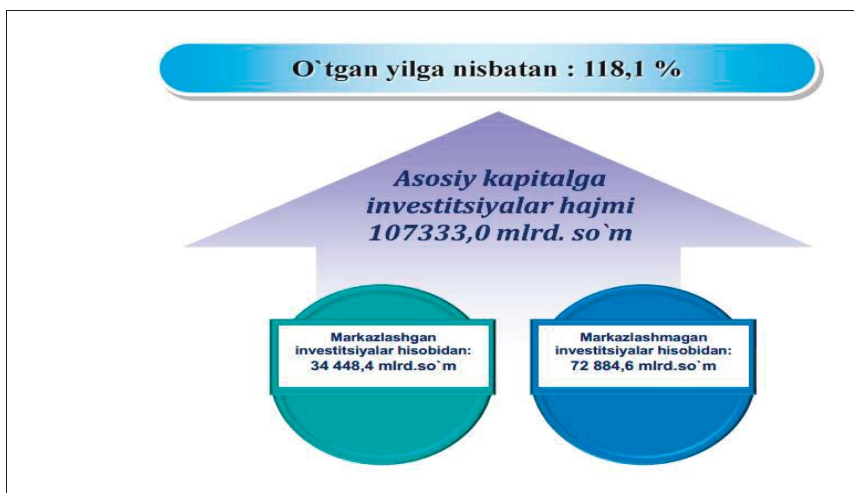 O`tgan yilga nisbatan : 118,1 %
Asosiy kapitalga
investitsiyalar hajmi
107333,0 mlrd. so`m
Markazlashgan
investitsiyalar hisobidan:
34 448,4 mlrd.so`m
Markazlashmagan
investitsiyalar hisobidan:
72 884,6 mlrd.so`m